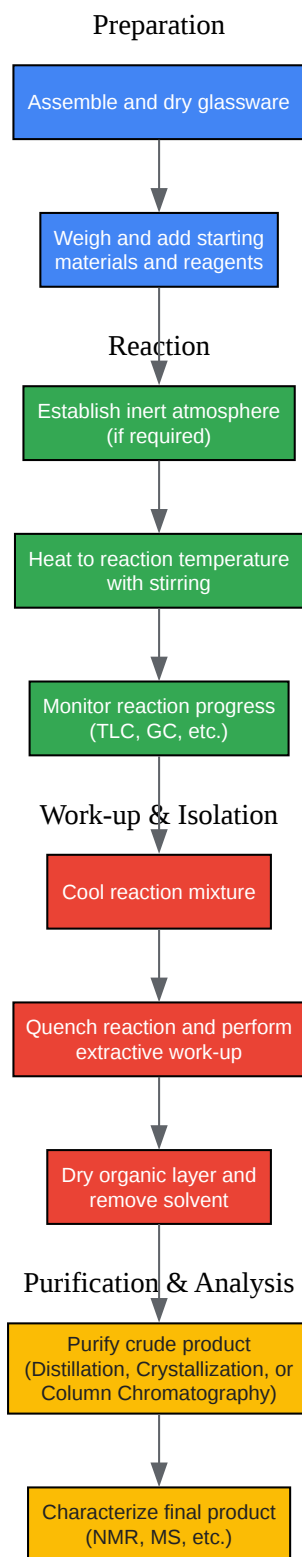 Preparation
Assemble and dry glassware
Weigh and add starting
materials and reagents
Reaction
Establish inert atmosphere
(if required)
Heat to reaction temperature
with stirring
Monitor reaction progress
(TLC, GC, etc.)
Work-up & Isolation
Cool reaction mixture
Quench reaction and perform
extractive work-up
Dry organic layer and
remove solvent
Purification & Analysis
Purify crude product
(Distillation, Crystallization, or
Column Chromatography)
Characterize final product
(NMR, MS, etc.)